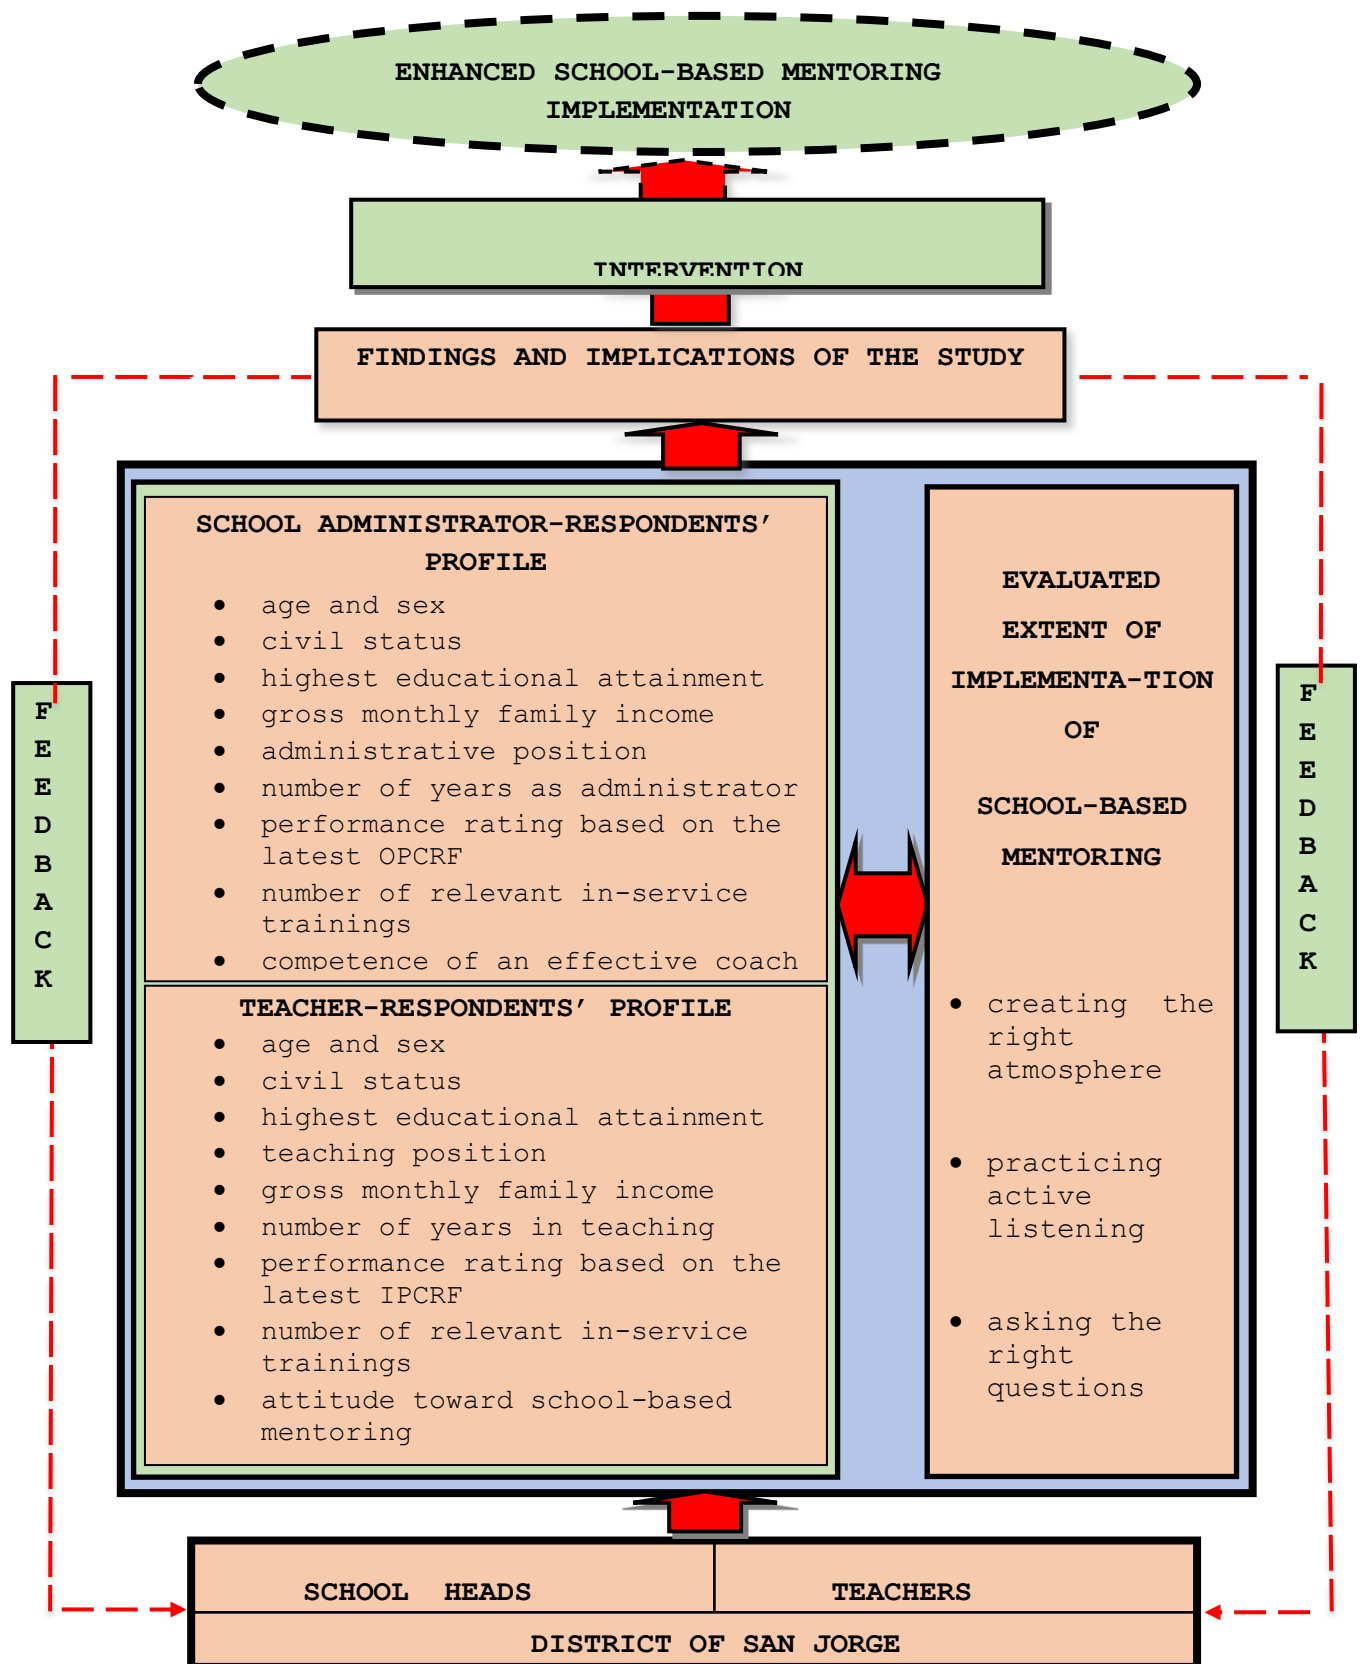 ENHANCED SCHOOL-BASED MENTORING
IMPLEMENTATION
INTERVENTION
FINDINGS AND IMPLICATIONS OF THE STUDY
SCHOOL ADMINISTRATOR-RESPONDENTS’
PROFILE
• age and sex
• civil status
• highest educational attainment
• gross monthly family income
• administrative position
• number of years as administrator
• performance rating based on the
latest OPCRF
• number of relevant in-service
trainings
• competence of an effective coach
TEACHER-RESPONDENTS’ PROFILE
• age and sex
• civil status
• highest educational attainment
• teaching position
• gross monthly family income
• number of years in teaching
• performance rating based on the
latest IPCRF
• number of relevant in-service
trainings
• attitude toward school-based
mentoring
EVALUATED
EXTENT OF
IMPLEMENTA-TION
OF
SCHOOL-BASED
MENTORING
• creating the
right
atmosphere
• practicing
active
listening
• asking the
right
questions
F
E
E
D
B
A
C
K
F
E
E
D
B
A
C
K
SCHOOL HEADS
TEACHERS
DISTRICT OF SAN JORGE